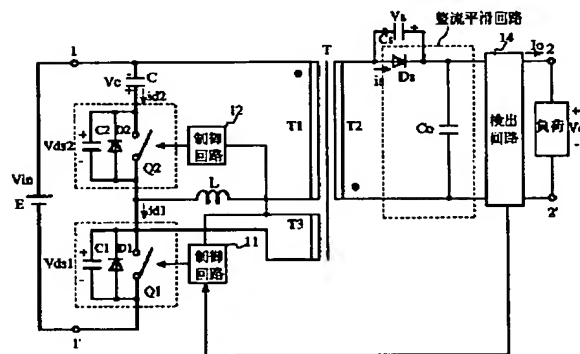 整流平滑回路
Vs
Cs
is
Ds
14
Io
2
1
T
Vc
C
id2
C2
D2
Vds2
Q2
制御
回路
12
T1
T2
Co
検出
回路
負荷
Vo
Vin
E
L
id1
T3
C1
D1
Vds1
Q1
制御
回路
11
2'
1'